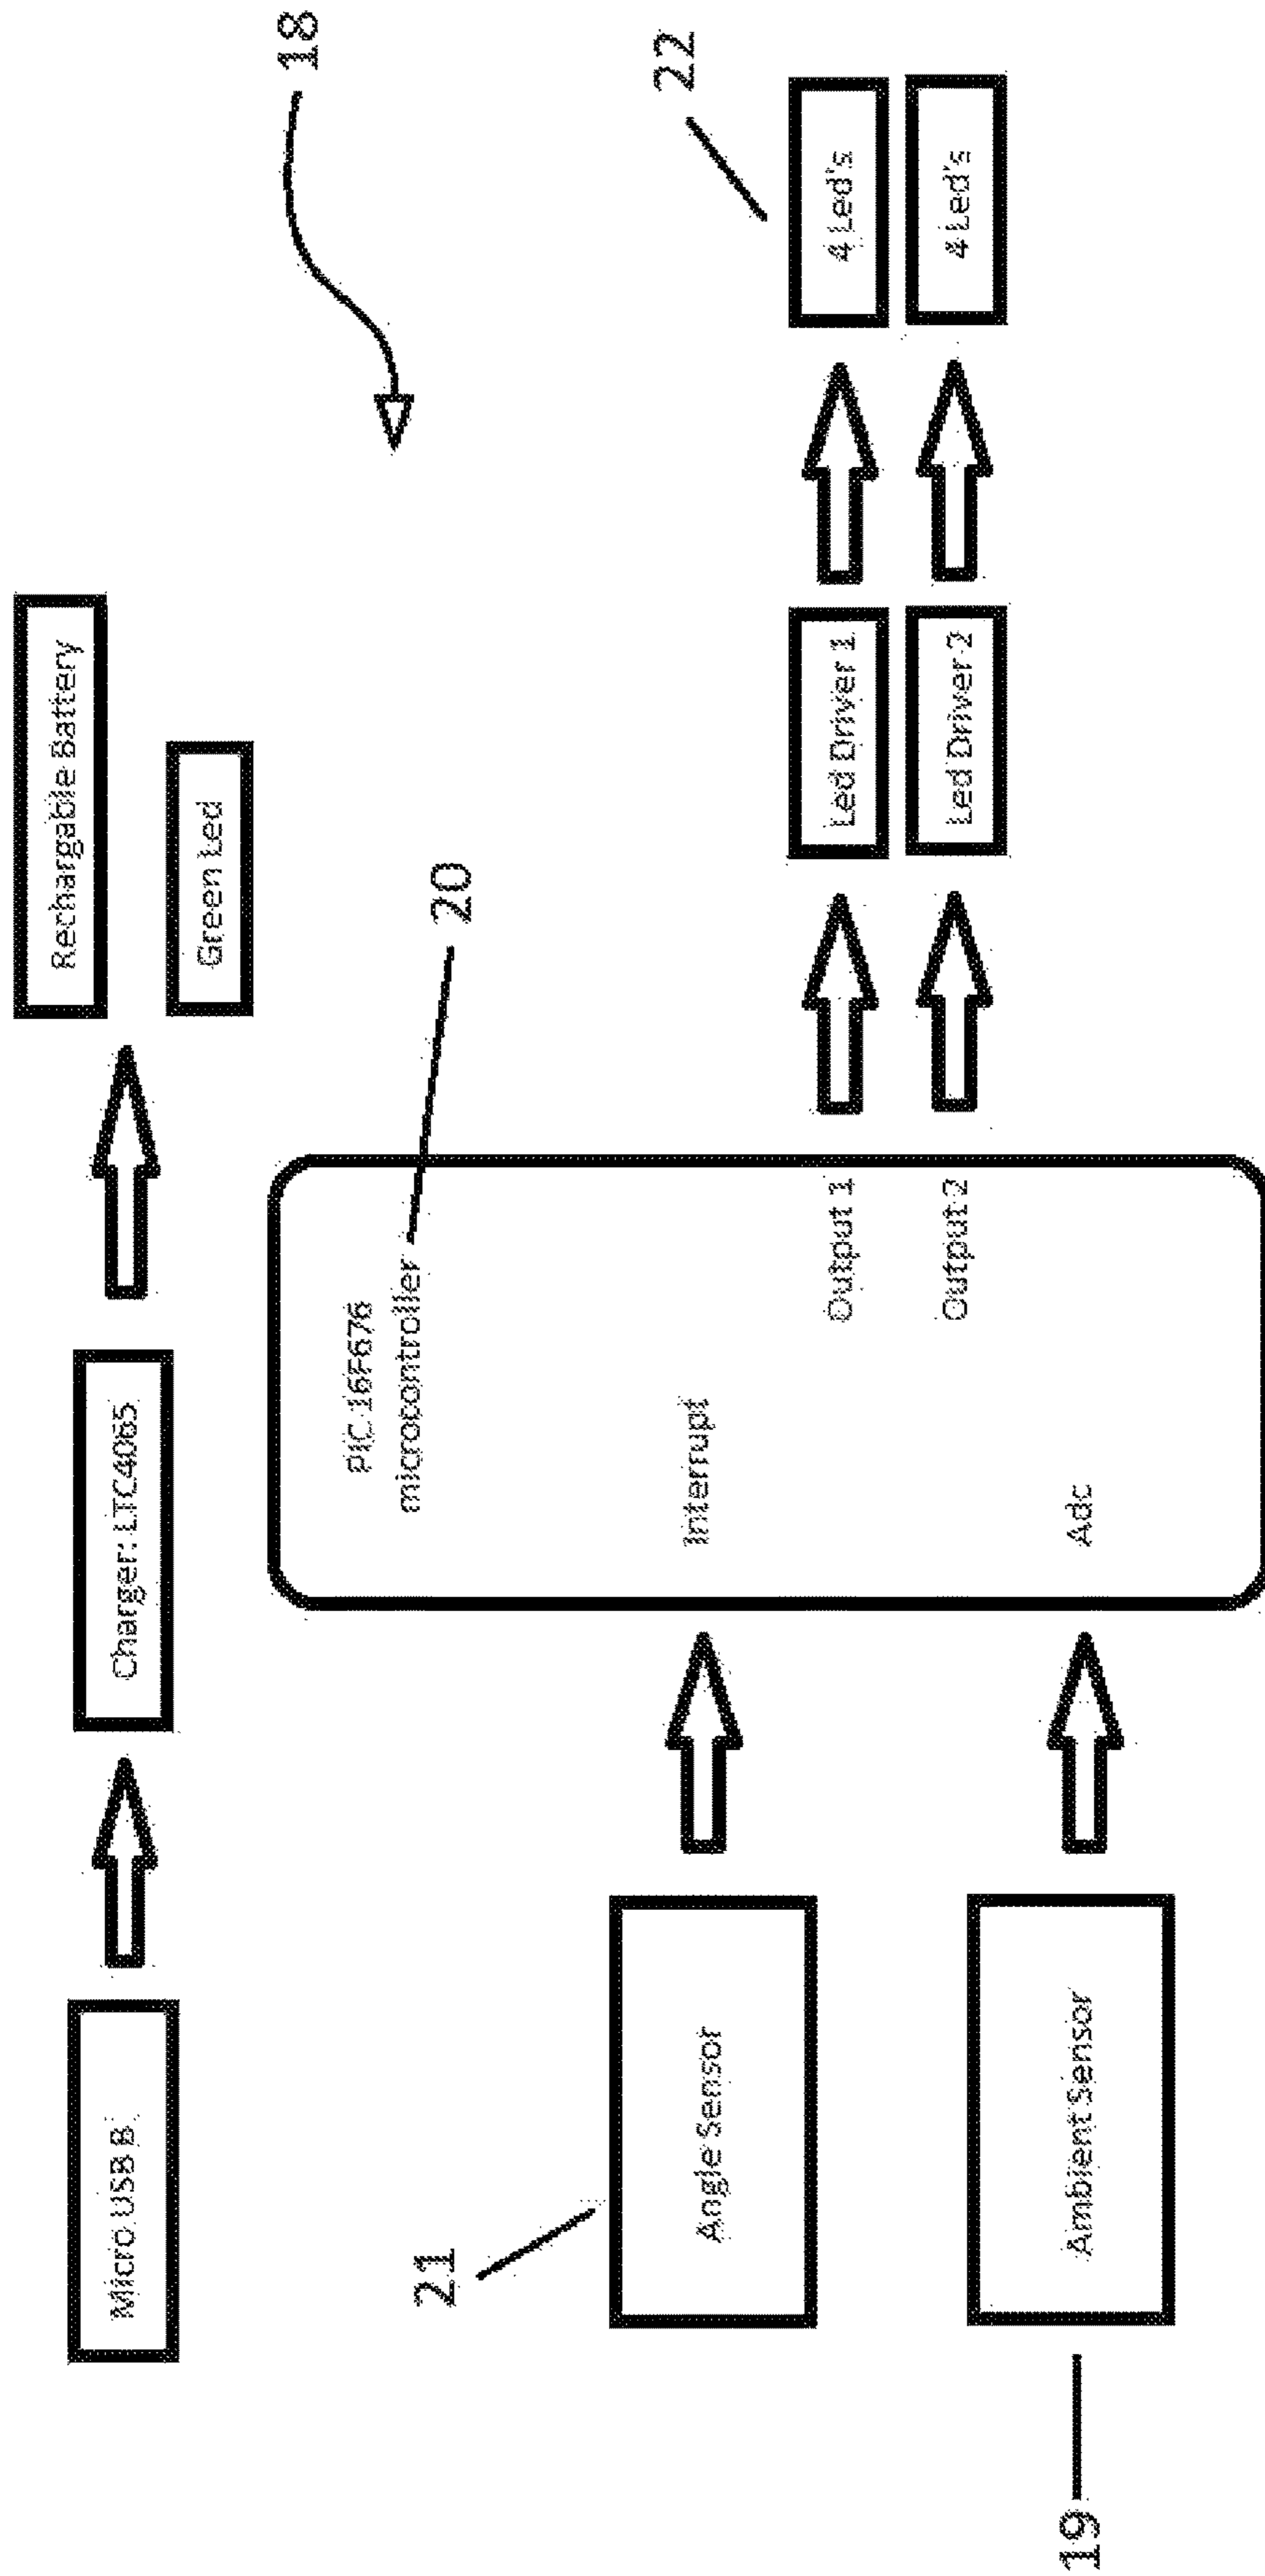 Micro USB B
Charger: LTC4065
Rechargable Battery
Green Led
18
PIC 16F676
microcontroller
20
21
Angle Sensor
Interrupt
22
Output 1
Led Driver 1
4 Led's
Output 2
Led Driver 2
4 Led's
19
Ambient Sensor
Adc